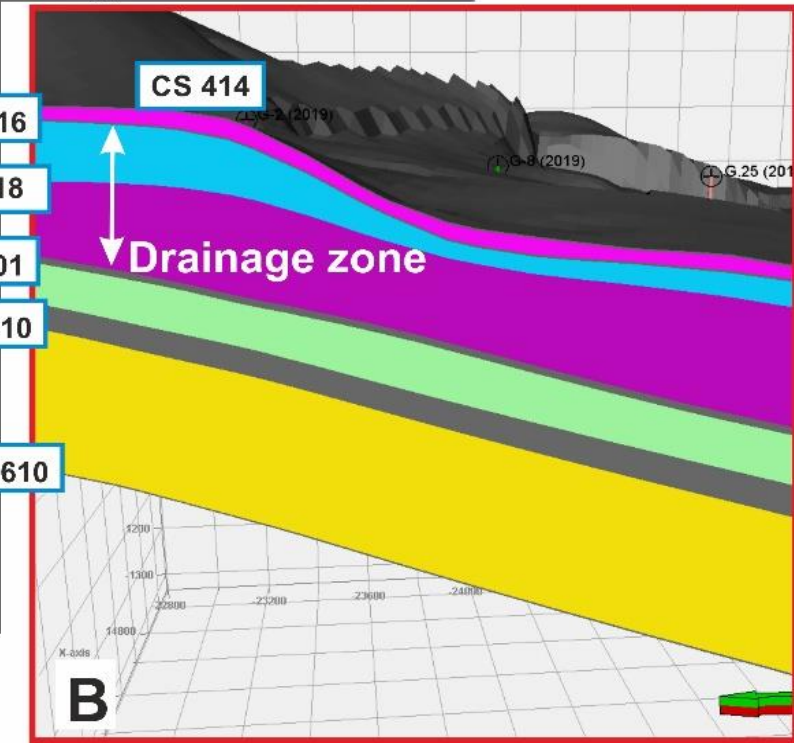 CS 414
16
18
01
10
610
G-2 (2019)
G-8 (2019)
G.25 (201
Drainage zone
-1200
-1300
-22800
-23200
-23600
-24000
14800
X-axis
B